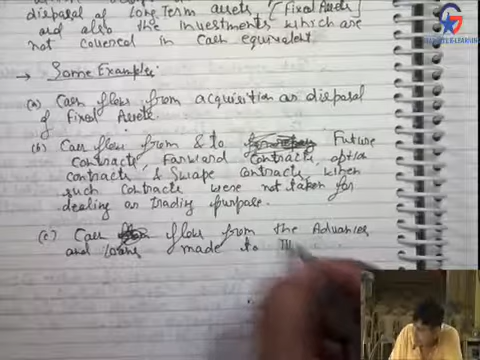 disposal of Long Term assets, (Fixed Assets)
and also the Investments which are
not covered in Cash equivalent.
→ Some Examples:
(a) Cash flow from acquisition or disposal
of Fixed Assets.
(b) Cash flow from & to Future
contracts, Forward contracts, option
contracts & Swape contracts, when
such contracts were not taken for
dealing or trading purpose.
(c) Cash flow from the Advances
and loans made to